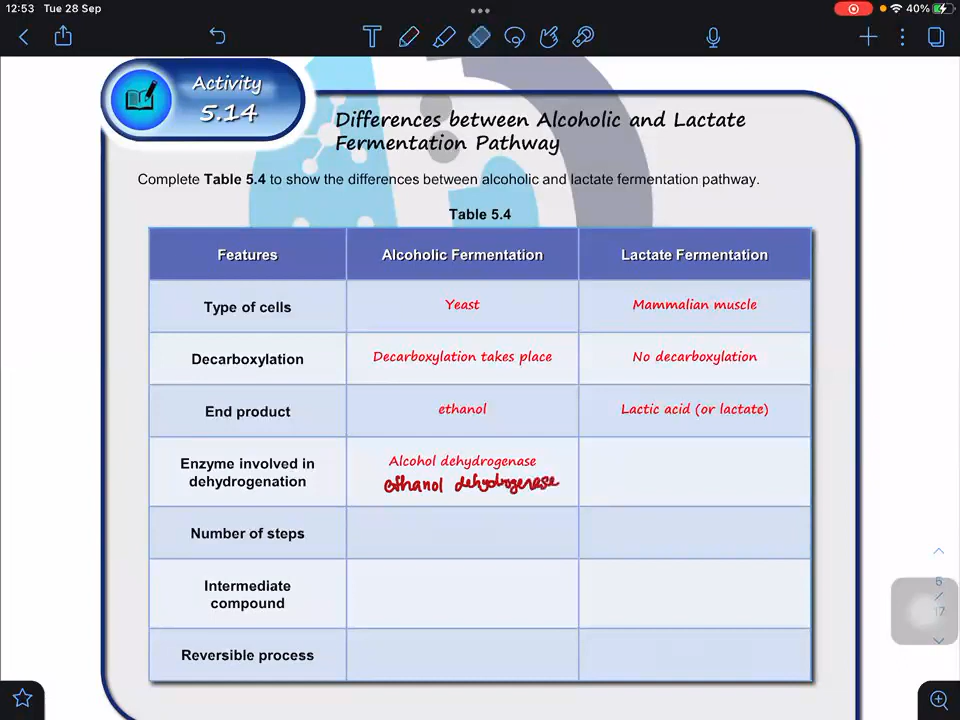 12:53 Tue 28 Sep
40%
Activity
5.14
Differences between Alcoholic and Lactate
Fermentation Pathway
Complete Table 5.4 to show the differences between alcoholic and lactate fermentation pathway.
Table 5.4
Features Alcoholic Fermentation Lactate Fermentation
Type of cells Yeast Mammalian muscle
Decarboxylation Decarboxylation takes place No decarboxylation
End product ethanol Lactic acid (or lactate)
Enzyme involved in
dehydrogenation
Alcohol dehydrogenase
ethanol dehydrogenase
Number of steps
Intermediate
compound
Reversible process
5
/
17